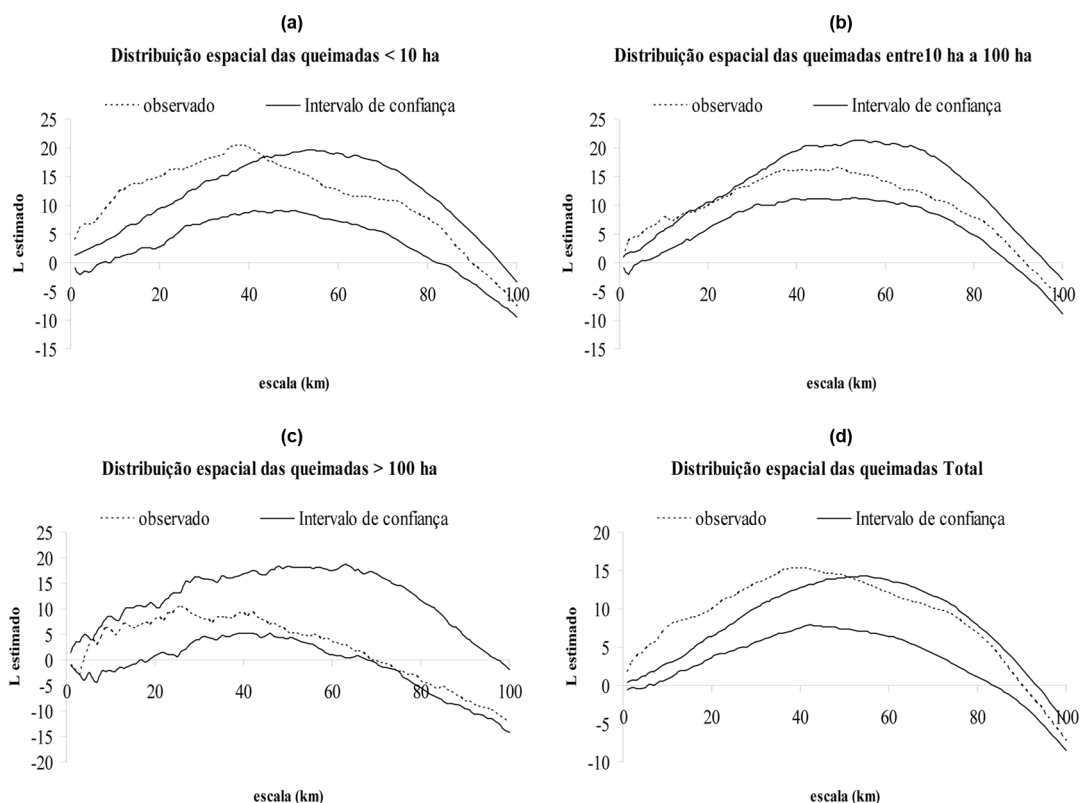 (a)
Distribuição espacial das queimadas < 10 ha
observado Intervalo de confiança
25
20
15
10
5
0
-5
-10
-15
L estimado
0 20 40 60 80 100
escala (km)
(b)
Distribuição espacial das queimadas entre10 ha a 100 ha
observado Intervalo de confiança
25
20
15
10
5
0
-5
-10
-15
L estimado
0 20 40 60 80 100
escala (km)
(c)
Distribuição espacial das queimadas > 100 ha
observado Intervalo de confiança
25
20
15
10
5
0
-5
-10
-15
-20
L estimado
0 20 40 60 80 100
escala (km)
(d)
Distribuição espacial das queimadas Total
observado Intervalo de confiança
20
15
10
5
0
-5
-10
L estimado
0 20 40 60 80 100
escala (km)